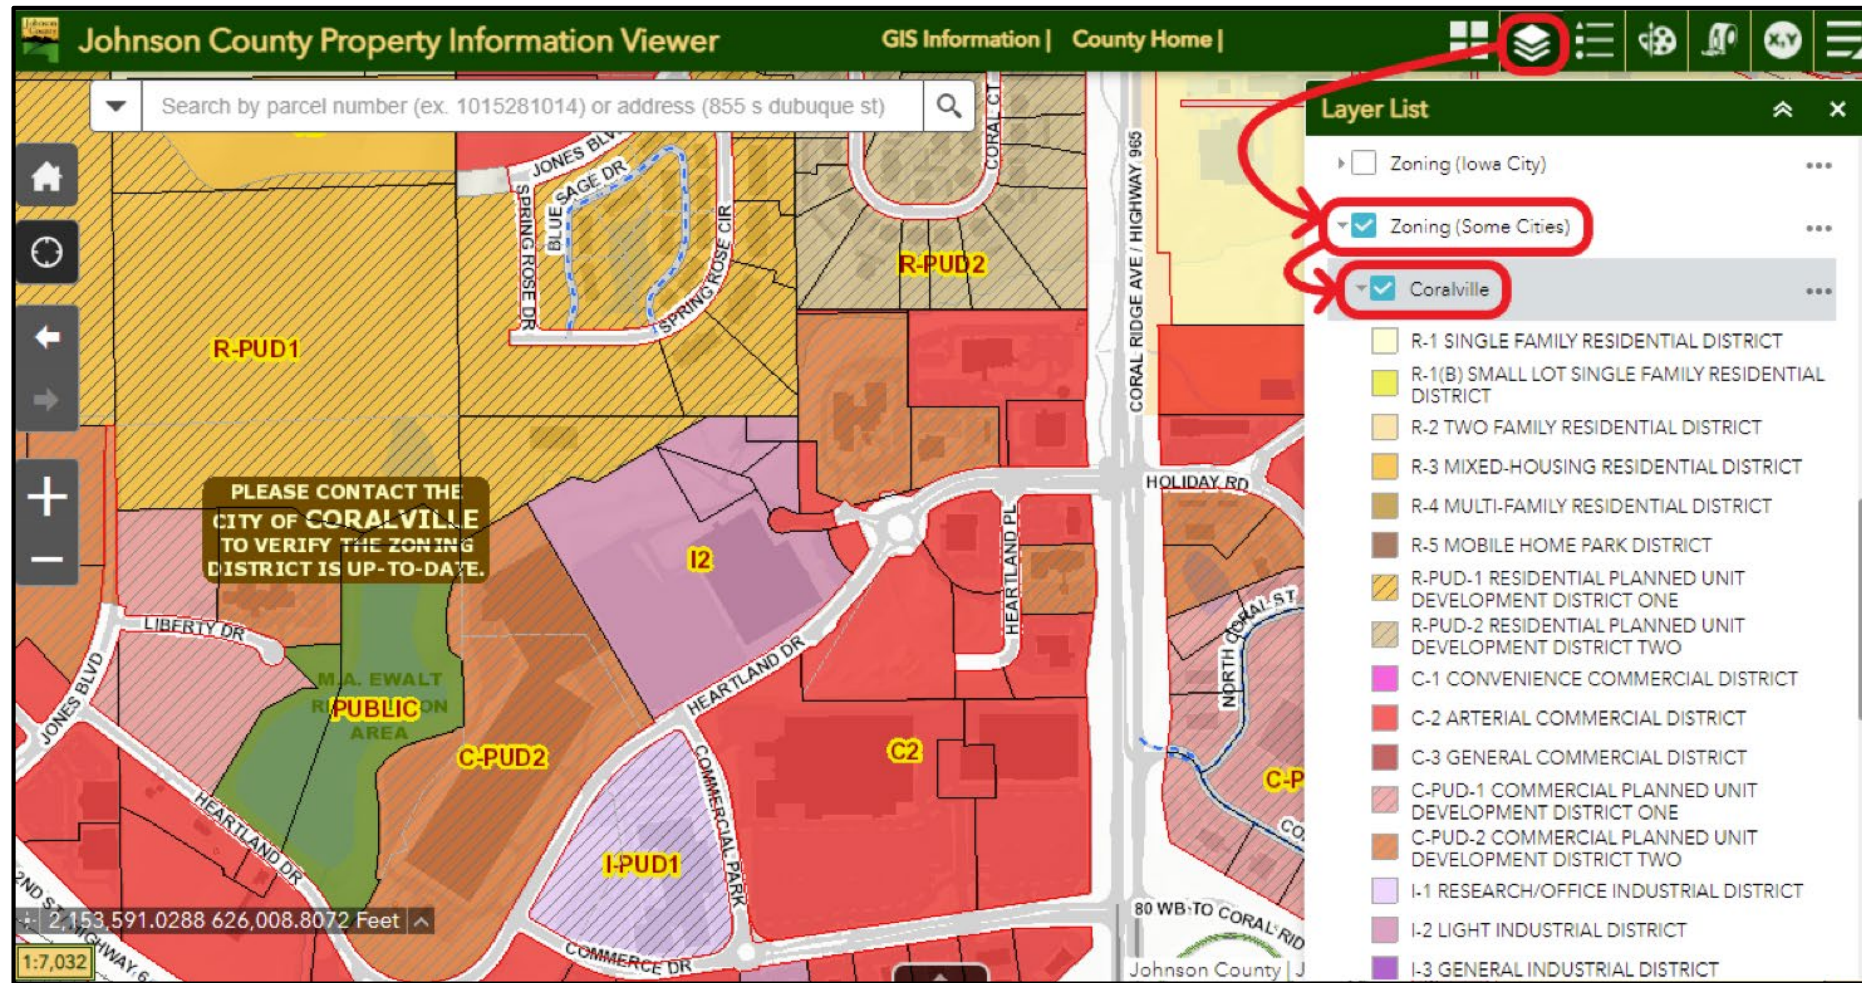 Johnson County
Johnson County Property Information Viewer
GIS Information |
County Home |
X,Y
Search by parcel number (ex. 1015281014) or address (855 s dubuque st)
Layer List
Zoning (Iowa City)
Zoning (Some Cities)
Coralville
R-1 SINGLE FAMILY RESIDENTIAL DISTRICT
R-1(B) SMALL LOT SINGLE FAMILY RESIDENTIAL
DISTRICT
R-2 TWO FAMILY RESIDENTIAL DISTRICT
R-3 MIXED-HOUSING RESIDENTIAL DISTRICT
R-4 MULTI-FAMILY RESIDENTIAL DISTRICT
R-5 MOBILE HOME PARK DISTRICT
R-PUD-1 RESIDENTIAL PLANNED UNIT
DEVELOPMENT DISTRICT ONE
R-PUD-2 RESIDENTIAL PLANNED UNIT
DEVELOPMENT DISTRICT TWO
C-1 CONVENIENCE COMMERCIAL DISTRICT
C-2 ARTERIAL COMMERCIAL DISTRICT
C-3 GENERAL COMMERCIAL DISTRICT
C-PUD-1 COMMERCIAL PLANNED UNIT
DEVELOPMENT DISTRICT ONE
C-PUD-2 COMMERCIAL PLANNED UNIT
DEVELOPMENT DISTRICT TWO
I-1 RESEARCH/OFFICE INDUSTRIAL DISTRICT
I-2 LIGHT INDUSTRIAL DISTRICT
I-3 GENERAL INDUSTRIAL DISTRICT
JONES BLV
BLUE SAGE DR
SPRING ROSE DR
SPRING ROSE CIR
CORAL CT
CORAL RIDGE AVE / HIGHWAY 965
R-PUD2
R-PUD1
PLEASE CONTACT THE
CITY OF CORALVILLE
TO VERIFY THE ZONING
DISTRICT IS UP-TO-DATE.
I2
HOLIDAY RD
HEARTLAND PL
LIBERTY DR
JONES BLVD
HEARTLAND DR
NORTH CORAL ST
M.A. EWALT
PUBLIC
AREA
C-PUD2
C2
C-P
CO
COMMERCIAL PARK
I-PUD1
HEARTLAND DR
2ND ST
HIGHWAY 6
2,153,591.0288 626,008.8072 Feet
1:7,032
COMMERCE DR
80 WB-TO CORAL RID
Johnson County | J